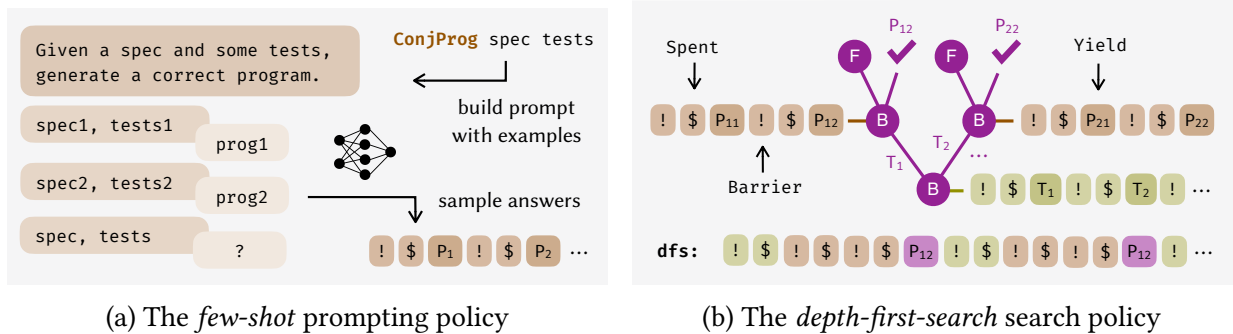 Given a spec and some tests,
generate a correct program.
ConjProg spec tests
build prompt
with examples
spec1, tests1
prog1
spec2, tests2
prog2
sample answers
spec, tests
?
! $ P₁ ! $ P₂ ...
(a) The few-shot prompting policy
P₁₂ P₂₂
Spent F F Yield
! $ P₁₁ ! $ P₁₂ B B ! $ P₂₁ ! $ P₂₂
T₁ T₂ ...
Barrier B ! $ T₁ ! $ T₂ ! ...
dfs: ! $ ! $ ! $ P₁₂ ! $ ! $ ! $ P₁₂ ! ...
(b) The depth-first-search search policy